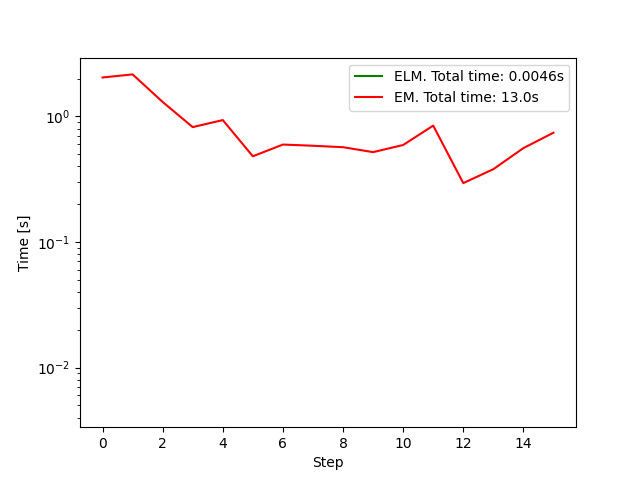 ELM. Total time: 0.0046s
EM. Total time: 13.0s
10⁰
10⁻¹
10⁻²
Time [s]
0 2 4 6 8 10 12 14
Step